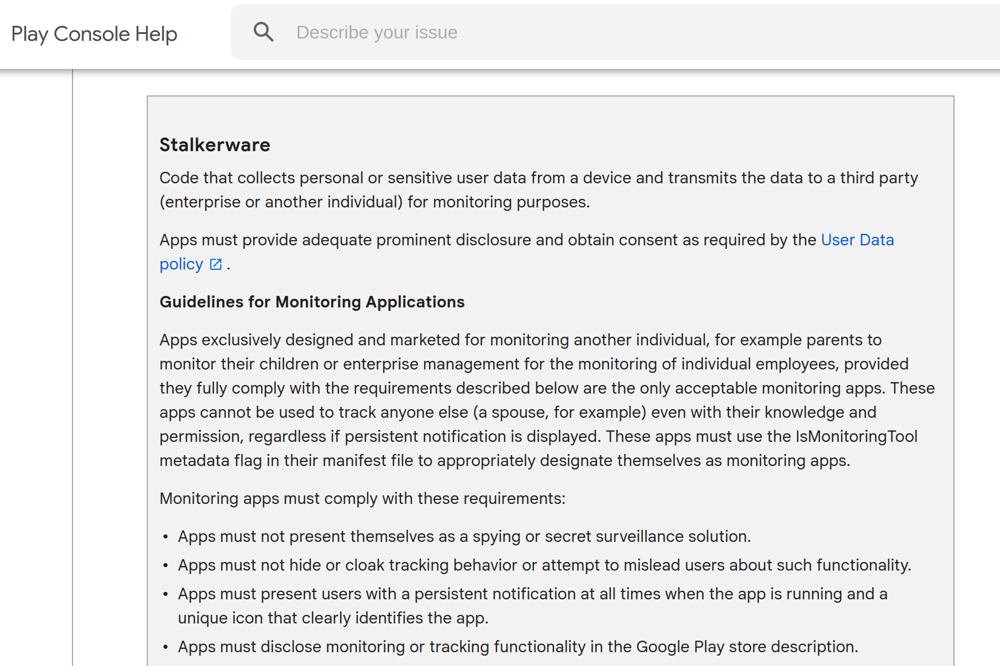 Play Console Help
Describe your issue
Stalkerware
Code that collects personal or sensitive user data from a device and transmits the data to a third party
(enterprise or another individual) for monitoring purposes.
Apps must provide adequate prominent disclosure and obtain consent as required by the User Data
policy .
Guidelines for Monitoring Applications
Apps exclusively designed and marketed for monitoring another individual, for example parents to
monitor their children or enterprise management for the monitoring of individual employees, provided
they fully comply with the requirements described below are the only acceptable monitoring apps. These
apps cannot be used to track anyone else (a spouse, for example) even with their knowledge and
permission, regardless if persistent notification is displayed. These apps must use the IsMonitoringTool
metadata flag in their manifest file to appropriately designate themselves as monitoring apps.
Monitoring apps must comply with these requirements:
• Apps must not present themselves as a spying or secret surveillance solution.
• Apps must not hide or cloak tracking behavior or attempt to mislead users about such functionality.
• Apps must present users with a persistent notification at all times when the app is running and a
unique icon that clearly identifies the app.
• Apps must disclose monitoring or tracking functionality in the Google Play store description.